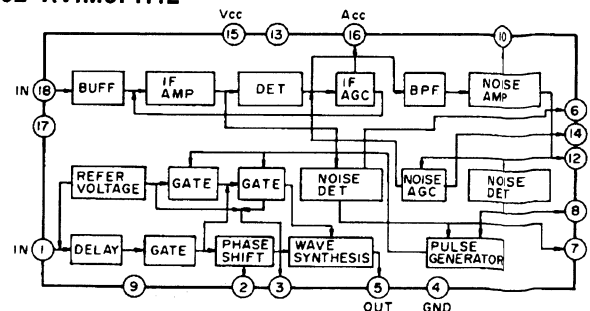 Vcc
Acc
15
13
16
10
IN 18
BUFF
IF
AMP
DET
IF
AGC
BPF
NOISE
AMP
17
6
14
12
REFER
VOLTAGE
GATE
GATE
NOISE
DET
NOISE
AGC
NOISE
DET
8
IN 1
DELAY
GATE
PHASE
SHIFT
WAVE
SYNTHESIS
PULSE
GENERATOR
7
9
2
3
5
4
OUT
GND